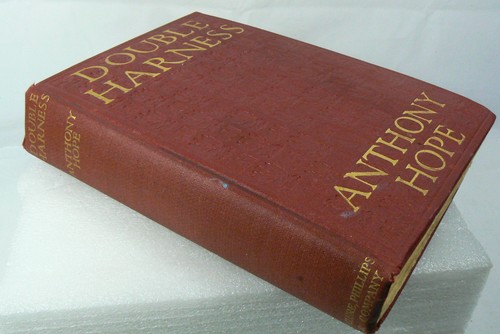 DOUBLE
HARNESS
ANTHONY
HOPE
DOUBLE
HARNESS
ANTHONY
HOPE
PHILLIPS
COMPANY